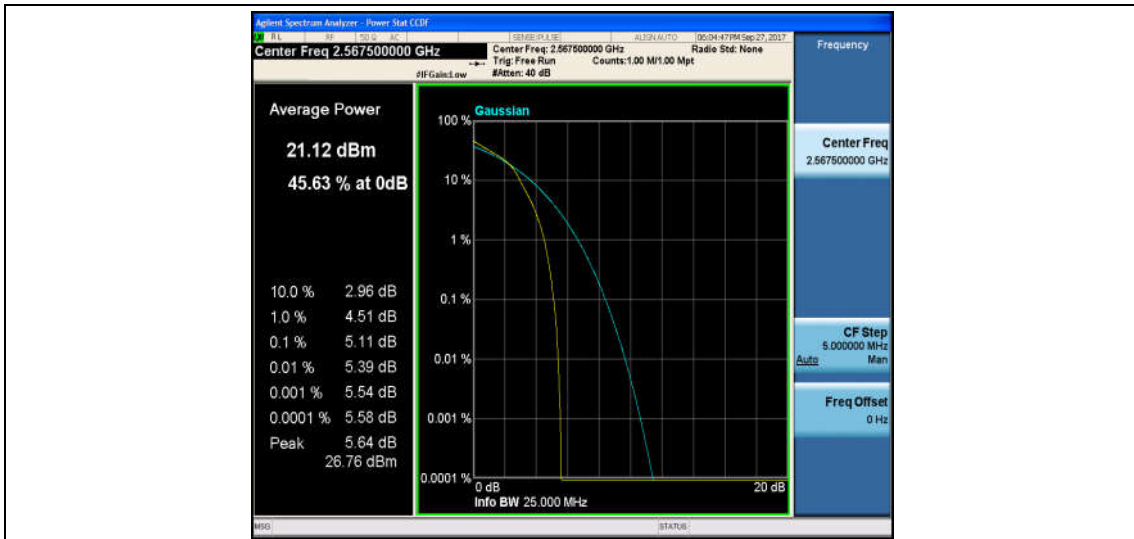 Agilent Spectrum Analyzer - Power Stat CCDF
RL RF 50 Ω AC SENSE:PULSE ALIGN AUTO 06:04:47 PM Sep 27, 2017
Center Freq 2.567500000 GHz
Center Freq: 2.567500000 GHz Radio Std: None
Trig: Free Run Counts:1.00 M/1.00 Mpt
#IFGain:Low #Atten: 40 dB
Frequency
Average Power
21.12 dBm
45.63 % at 0dB
10.0 % 2.96 dB
1.0 % 4.51 dB
0.1 % 5.11 dB
0.01 % 5.39 dB
0.001 % 5.54 dB
0.0001 % 5.58 dB
Peak 5.64 dB
26.76 dBm
Gaussian
100 %
10 %
1 %
0.1 %
0.01 %
0.001 %
0.0001 %
0 dB 20 dB
Info BW 25.000 MHz
Center Freq
2.567500000 GHz
CF Step
5.000000 MHz
Auto Man
Freq Offset
0 Hz
MSG STATUS